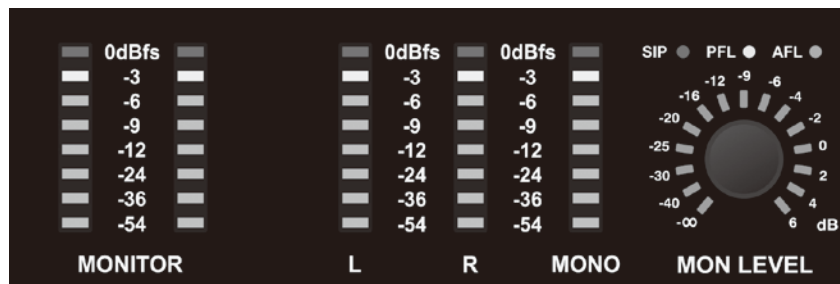 0dBfs 0dBfs 0dBfs SIP PFL AFL
-3 -3 -3
-6 -6 -6
-9 -9 -9
-12 -12 -12
-24 -24 -24
-36 -36 -36
-54 -54 -54
-∞ -40 -30 -25 -20 -16 -12 -9 -6 -4 -2 0 2 4 6 dB
MONITOR L R MONO MON LEVEL